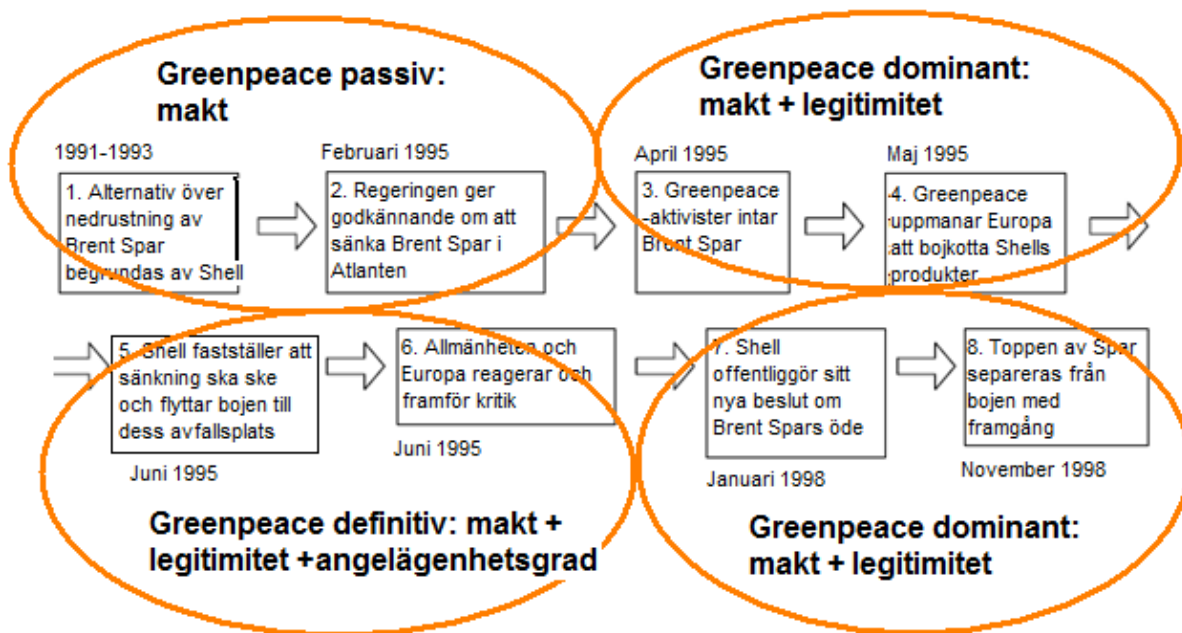 Greenpeace passiv:
makt
Greenpeace dominant:
makt + legitimitet
1991-1993
Februari 1995
April 1995
Maj 1995
1. Alternativ över
nedrustning av
Brent Spar
begrundas av Shell
2. Regeringen ger
godkännande om att
sänka Brent Spar i
Atlanten
3. Greenpeace
-aktivister intar
Brent Spar
4. Greenpeace
uppmanar Europa
att bojkotta Shells
produkter
5. Shell fastställer att
sänkning ska ske
och flyttar bojen till
dess avfallsplats
6. Allmänheten och
Europa reagerar och
framför kritik
7. Shell
offentliggör sitt
nya beslut om
Brent Spars öde
8. Toppen av Spar
separeras från
bojen med
framgång
Juni 1995
Juni 1995
Januari 1998
November 1998
Greenpeace definitiv: makt +
legitimitet +angelägenhetsgrad
Greenpeace dominant:
makt + legitimitet